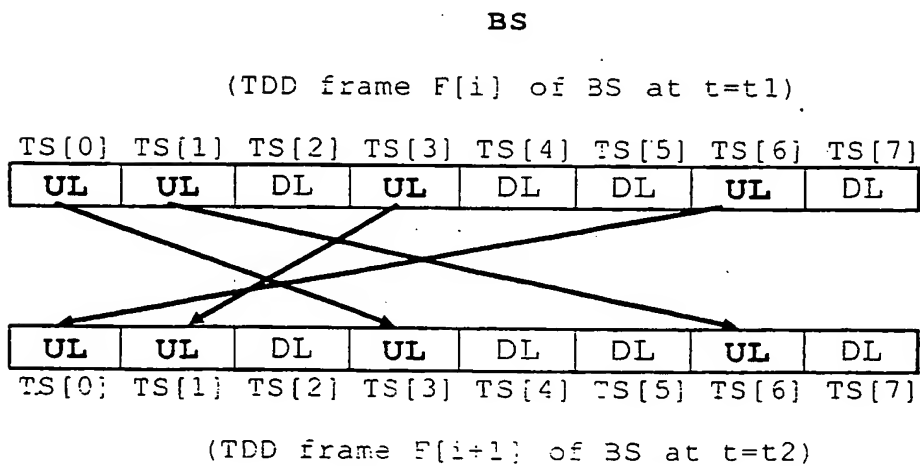 BS
(TDD frame F[i] of BS at t=t1)
TS[0] TS[1] TS[2] TS[3] TS[4] TS[5] TS[6] TS[7]
UL UL DL UL DL DL UL DL
UL UL DL UL DL DL UL DL
TS[0] TS[1] TS[2] TS[3] TS[4] TS[5] TS[6] TS[7]
(TDD frame F[i+1] of BS at t=t2)